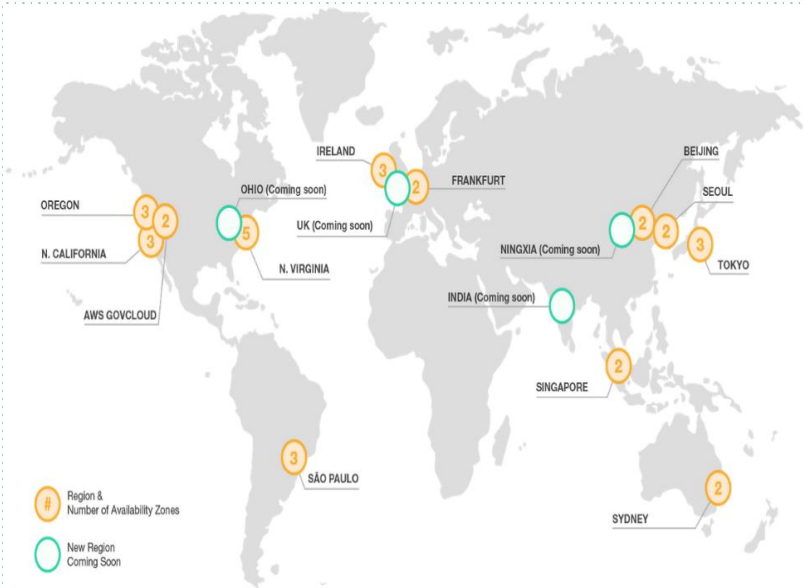 BEIJING
IRELAND
3
FRANKFURT
2
SEOUL
OHIO (Coming soon)
OREGON
3
2
UK (Coming soon)
5
2
2
3
N. CALIFORNIA
3
NINGXIA (Coming soon)
N. VIRGINIA
TOKYO
INDIA (Coming soon)
AWS GOVCLOUD
2
SINGAPORE
3
SÃO PAULO
2
SYDNEY
# Region &
Number of Availability Zones
New Region
Coming Soon